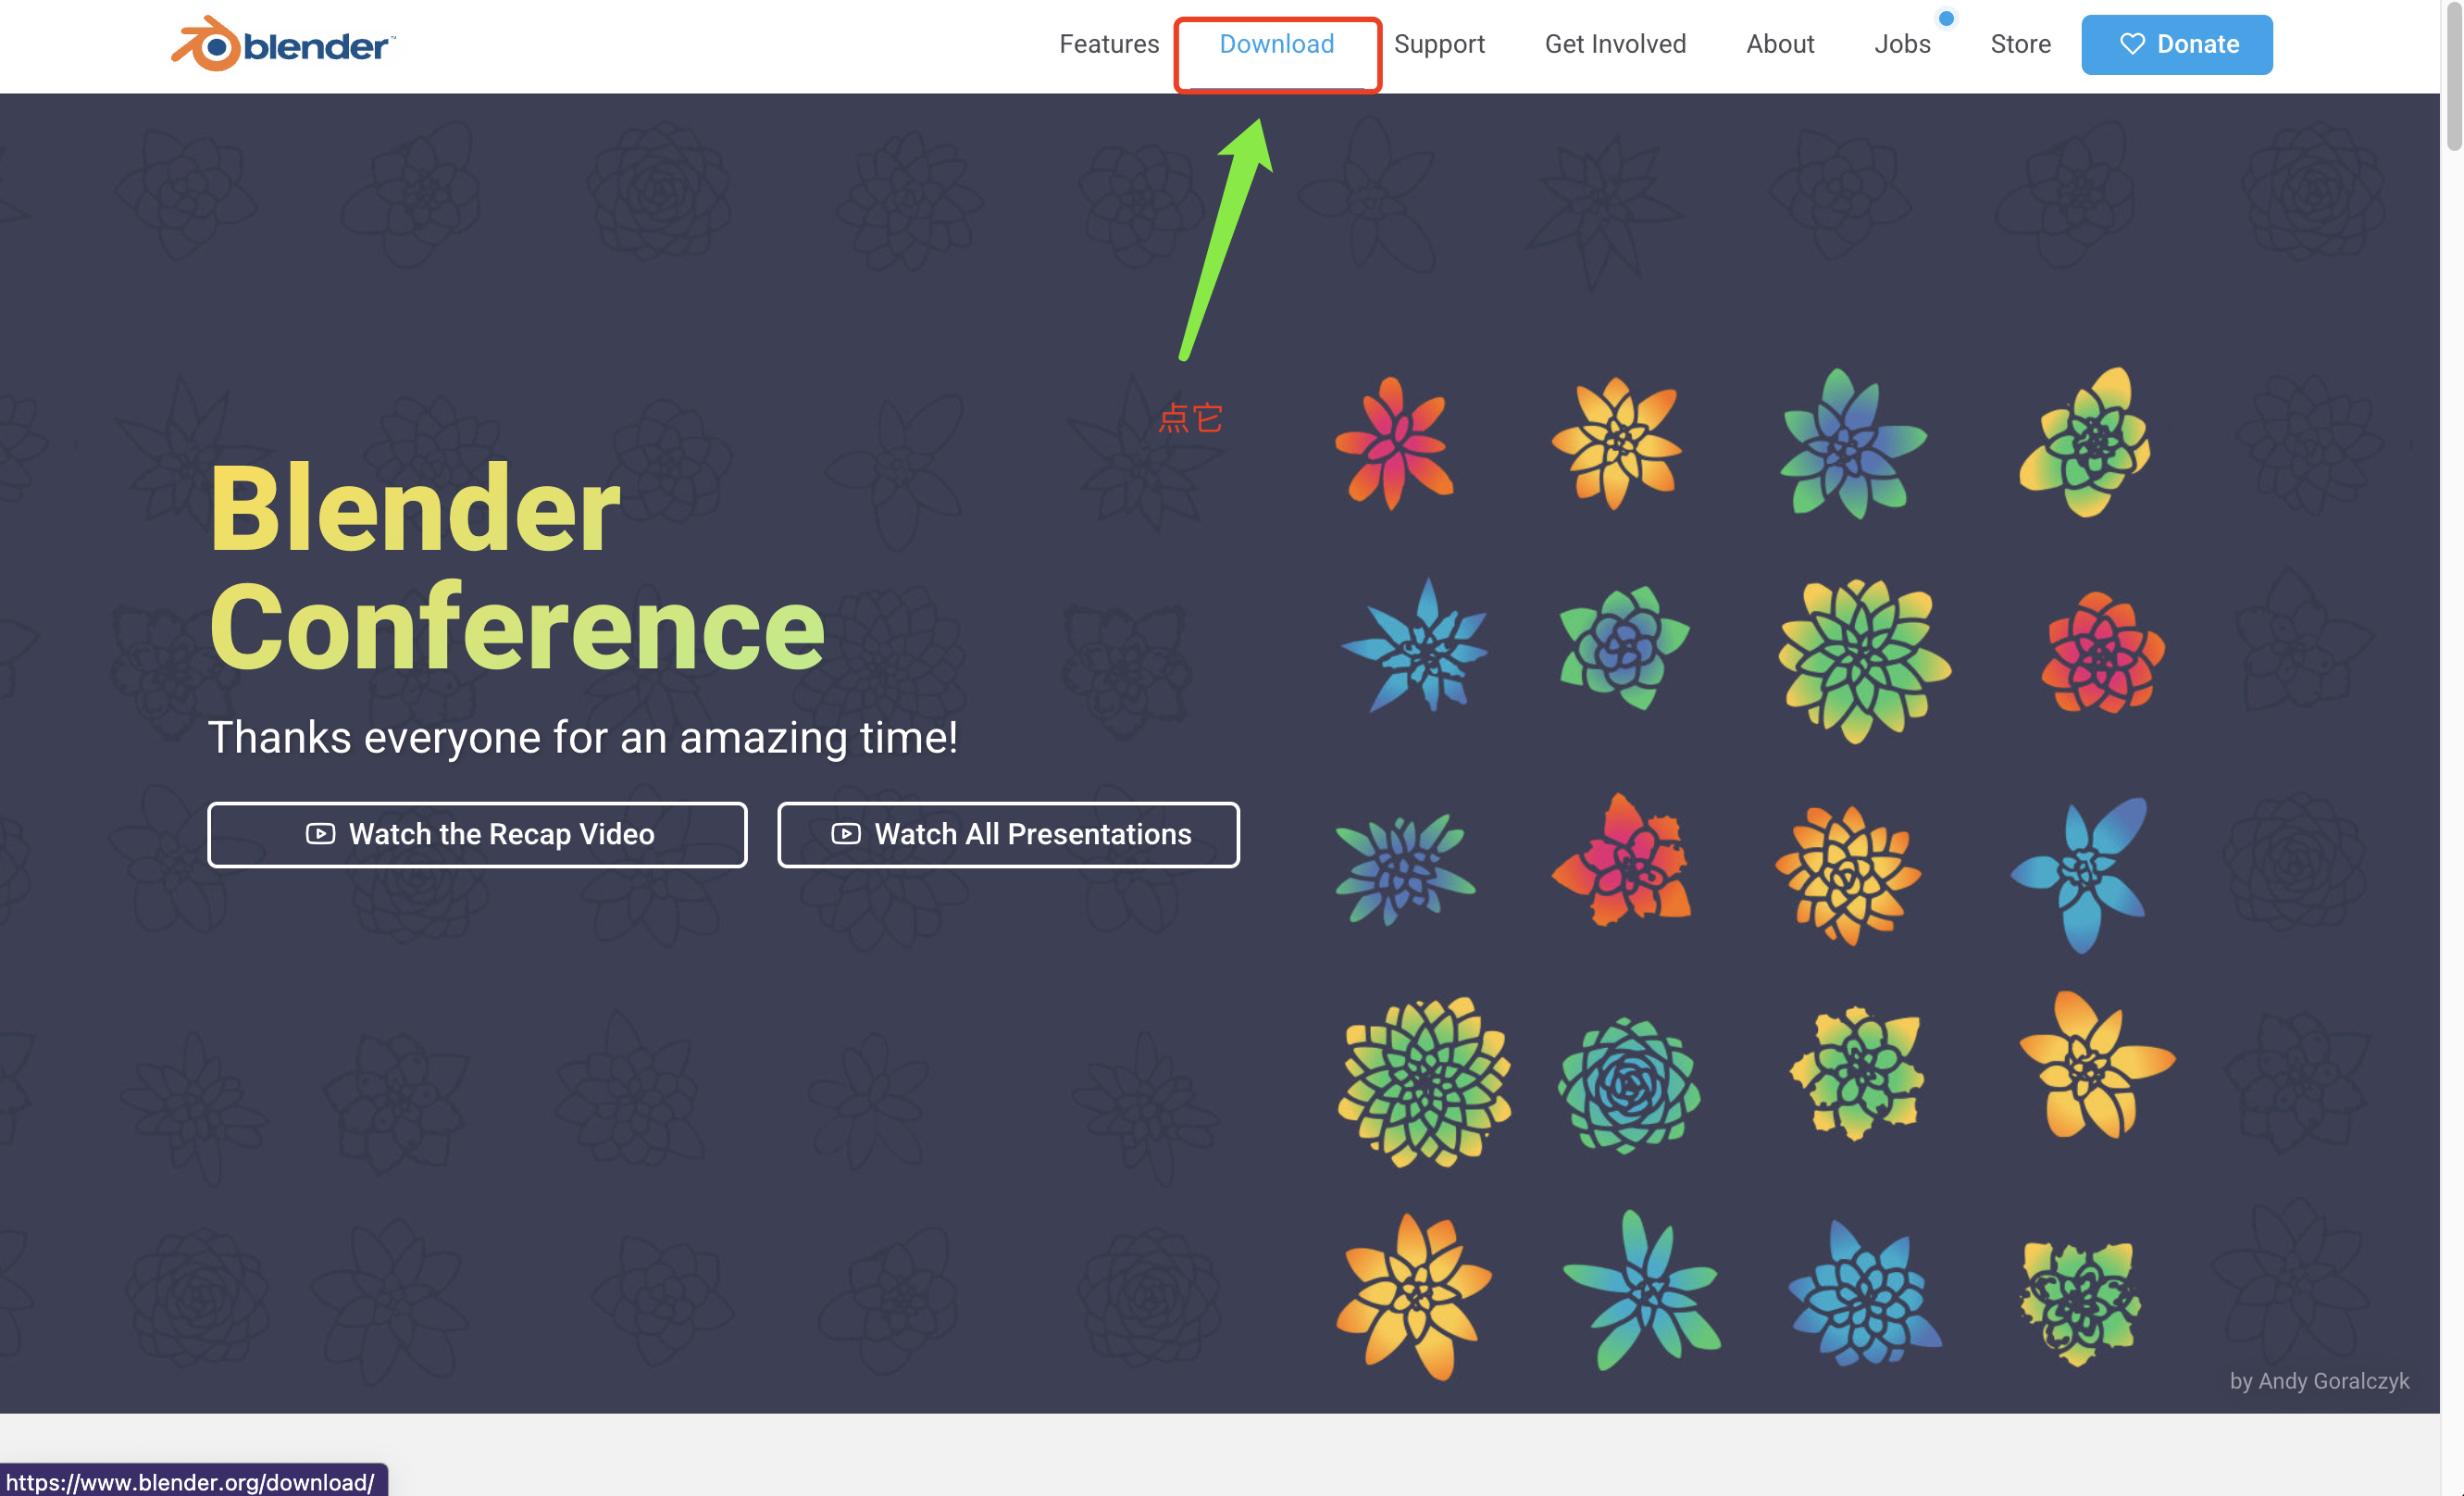 blender™
Features Download Support Get Involved About Jobs Store Donate
点它
Blender
Conference
Thanks everyone for an amazing time!
Watch the Recap Video Watch All Presentations
by Andy Goralczyk
https://www.blender.org/download/